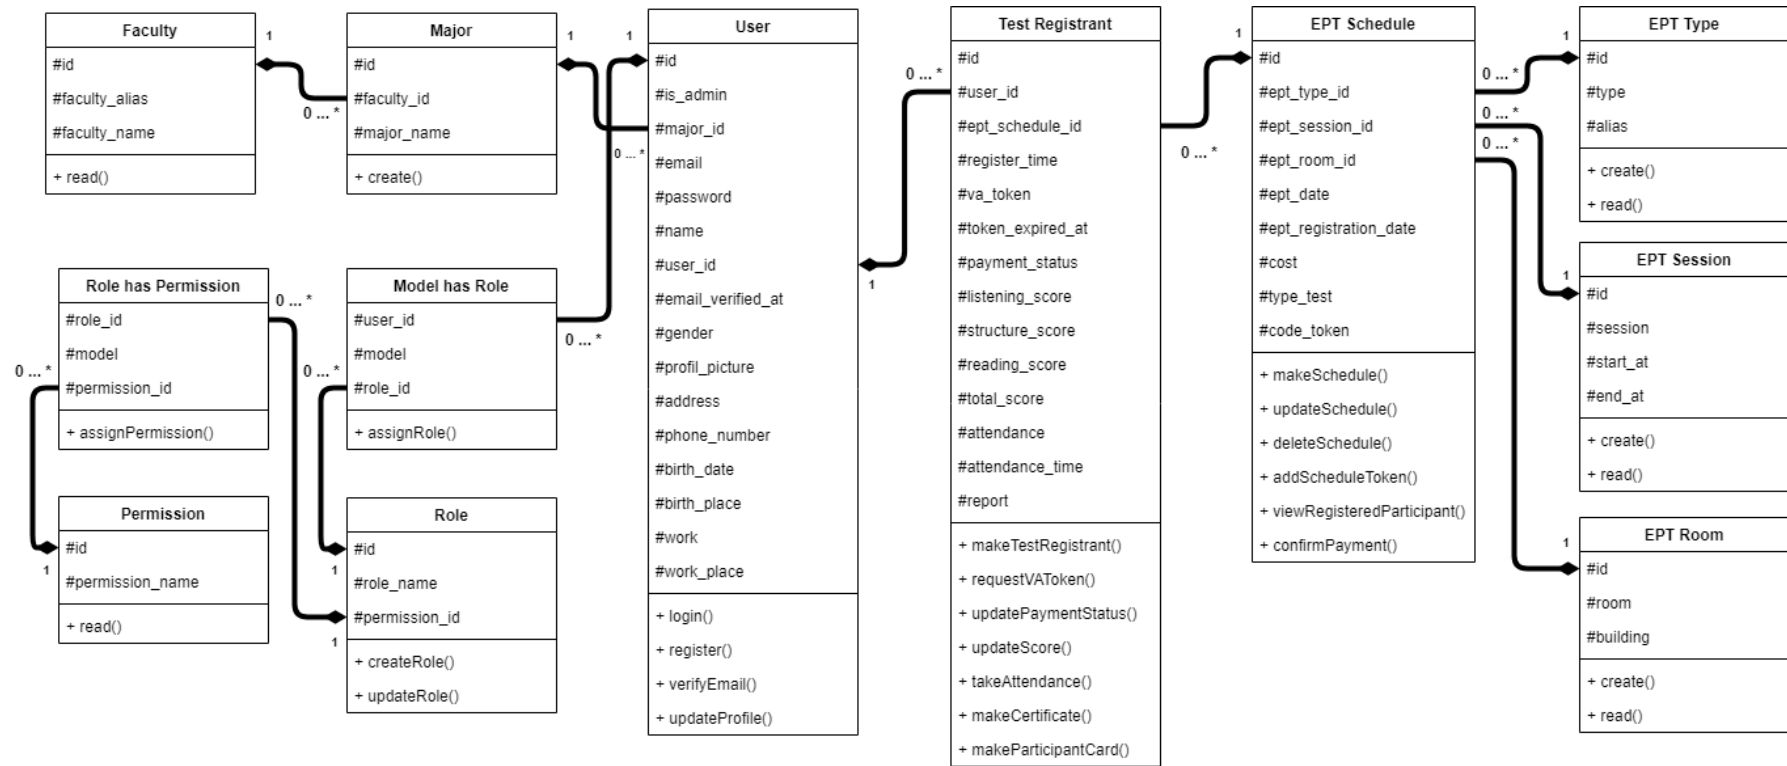 Faculty
#id
#faculty_alias
#faculty_name
+ read()
1
0 ... *
Major
#id
#faculty_id
#major_name
+ create()
1
0 ... *
User
#id
#is_admin
#major_id
#email
#password
#name
#user_id
#email_verified_at
#gender
#profil_picture
#address
#phone_number
#birth_date
#birth_place
#work
#work_place
+ login()
+ register()
+ verifyEmail()
+ updateProfile()
1
1
0 ... *
Test Registrant
#id
#user_id
#ept_schedule_id
#register_time
#va_token
#token_expired_at
#payment_status
#listening_score
#structure_score
#reading_score
#total_score
#attendance
#attendance_time
#report
+ makeTestRegistrant()
+ requestVAToken()
+ updatePaymentStatus()
+ updateScore()
+ takeAttendance()
+ makeCertificate()
+ makeParticipantCard()
1
0 ... *
EPT Schedule
#id
#ept_type_id
#ept_session_id
#ept_room_id
#ept_date
#ept_registration_date
#cost
#type_test
#code_token
+ makeSchedule()
+ updateSchedule()
+ deleteSchedule()
+ addScheduleToken()
+ viewRegisteredParticipant()
+ confirmPayment()
1
0 ... *
0 ... *
0 ... *
EPT Type
#id
#type
#alias
+ create()
+ read()
1
EPT Session
#id
#session
#start_at
#end_at
+ create()
+ read()
1
EPT Room
#id
#room
#building
+ create()
+ read()
Role has Permission
#role_id
#model
#permission_id
+ assignPermission()
0 ... *
0 ... *
Model has Role
#user_id
#model
#role_id
+ assignRole()
0 ... *
0 ... *
Permission
#id
#permission_name
+ read()
1
Role
#id
#role_name
#permission_id
+ createRole()
+ updateRole()
1
1